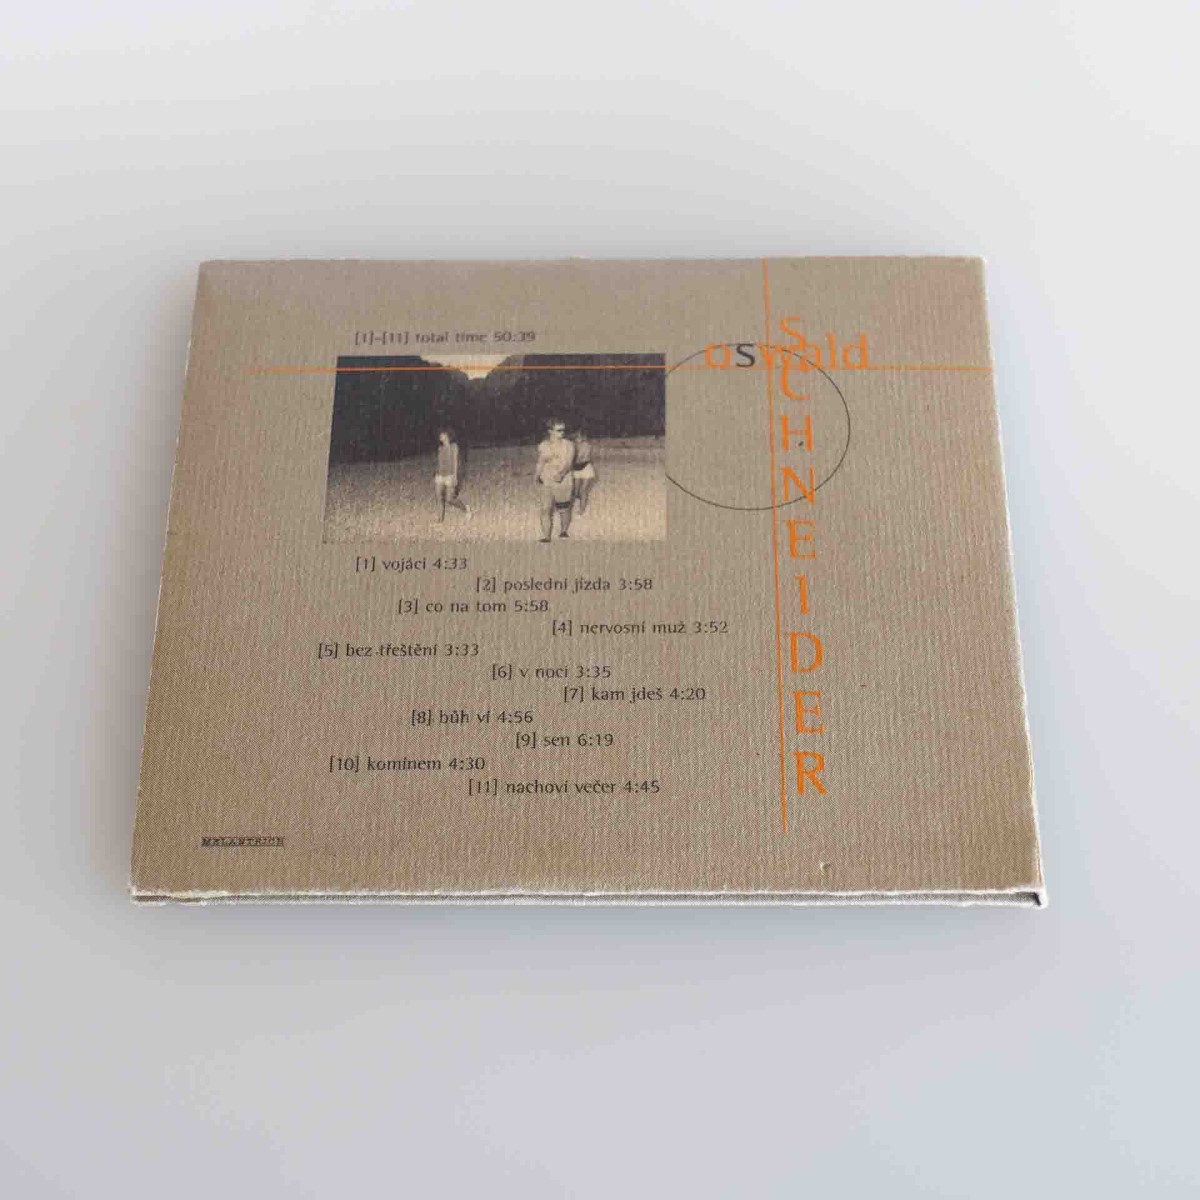 [1]-[11] total time 50:39
oswald
SCHNEIDER
[1] vojáci 4:33
[2] poslední jízda 3:58
[3] co na tom 5:58
[4] nervosní muž 3:52
[5] bez třeštění 3:33
[6] v noci 3:35
[7] kam jdeš 4:20
[8] bůh ví 4:56
[9] sen 6:19
[10] komínem 4:30
[11] nachoví večer 4:45
MELANTRICH